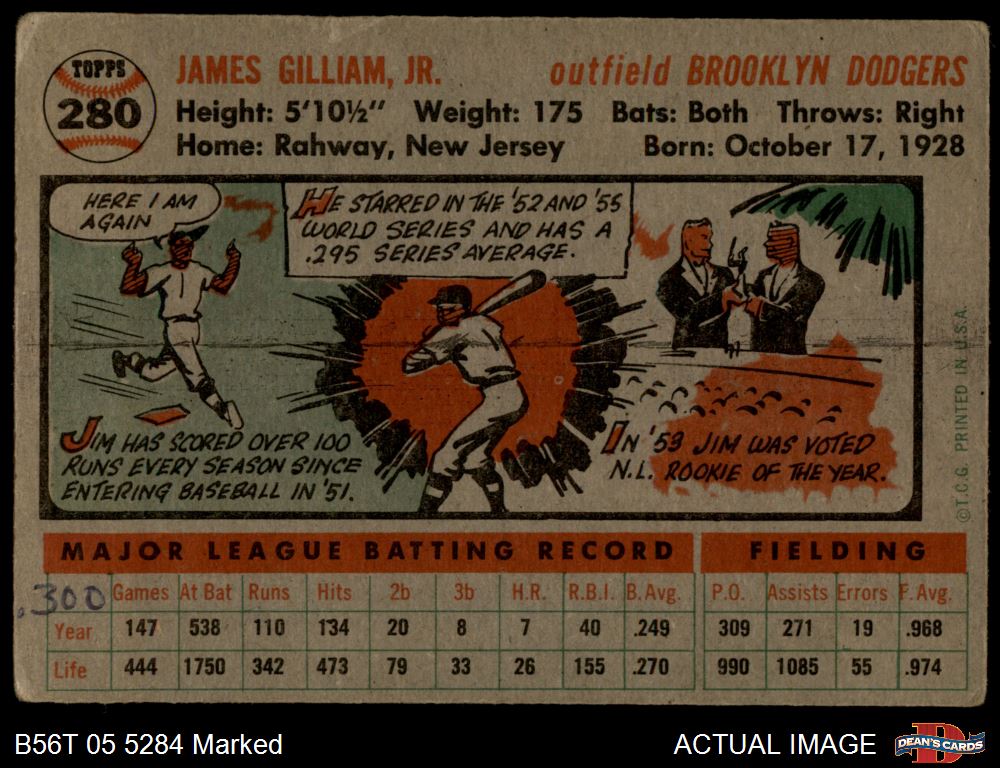 TOPPS
280
JAMES GILLIAM, JR.
outfield BROOKLYN DODGERS
Height: 5'10½" Weight: 175 Bats: Both Throws: Right
Home: Rahway, New Jersey Born: October 17, 1928
HERE I AM
AGAIN
HE STARRED IN THE '52 AND '55
WORLD SERIES AND HAS A
.295 SERIES AVERAGE.
JIM HAS SCORED OVER 100
RUNS EVERY SEASON SINCE
ENTERING BASEBALL IN '51.
IN '53 JIM WAS VOTED
N.L. ROOKIE OF THE YEAR.
©T.C.G. PRINTED IN U.S.A.
MAJOR LEAGUE BATTING RECORD FIELDING
.300 Games At Bat Runs Hits 2b 3b H.R. R.B.I. B.Avg. P.O. Assists Errors F.Avg.
Year 147 538 110 134 20 8 7 40 .249 309 271 19 .968
Life 444 1750 342 473 79 33 26 155 .270 990 1085 55 .974
B56T 05 5284 Marked
ACTUAL IMAGE
D
DEAN'S CARDS